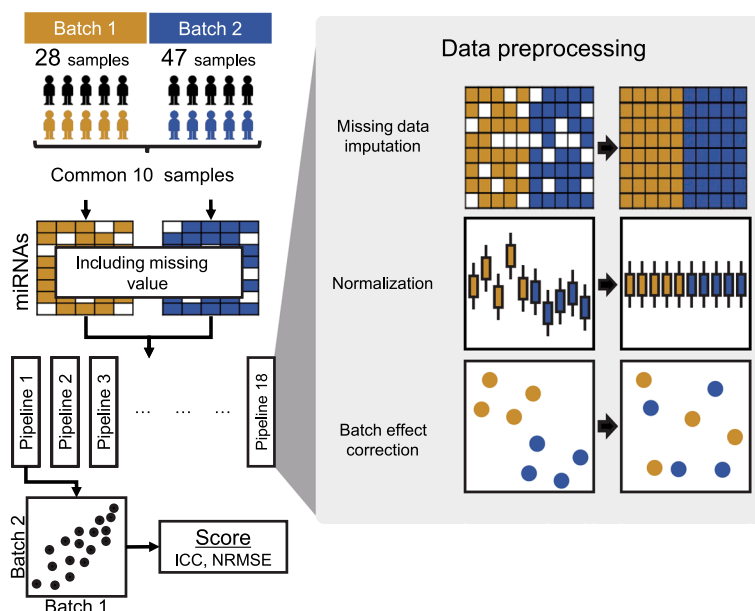 Batch 1
Batch 2
28 samples
47 samples
Common 10 samples
miRNAs
Including missing
value
Pipeline 1
Pipeline 2
Pipeline 3
... ... ...
Pipeline 18
Batch 2
Batch 1
Score
ICC, NRMSE
Data preprocessing
Missing data
imputation
Normalization
Batch effect
correction